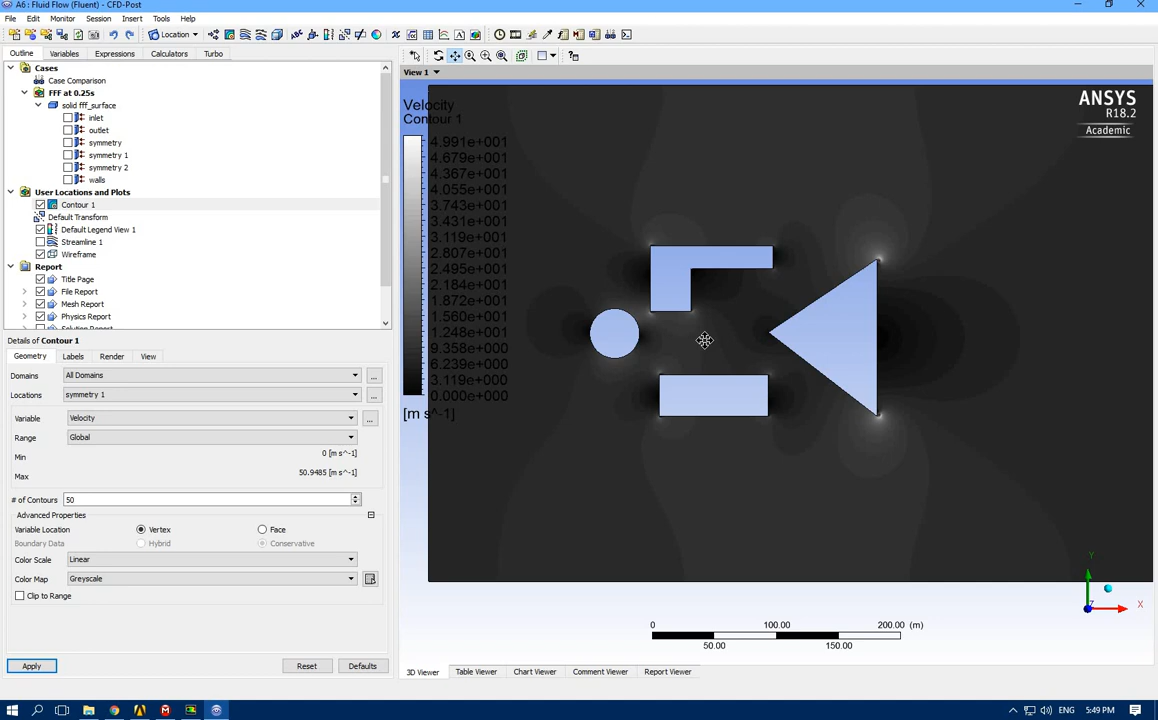 A6 : Fluid Flow (Fluent) - CFD-Post
File Edit Monitor Session Insert Tools Help
Location
Outline Variables Expressions Calculators Turbo
Cases
Case Comparison
FFF at 0.25s
solid fff_surface
inlet
outlet
symmetry
symmetry 1
symmetry 2
walls
User Locations and Plots
Contour 1
Default Transform
Default Legend View 1
Streamline 1
Wireframe
Report
Title Page
File Report
Mesh Report
Physics Report
Solution Report
Details of Contour 1
Geometry Labels Render View
Domains All Domains ...
Locations symmetry 1 ...
Variable Velocity ...
Range Global
Min 0 [m s^-1]
Max 50.9485 [m s^-1]
# of Contours 50
Advanced Properties
Variable Location Vertex Face
Boundary Data Hybrid Conservative
Color Scale Linear
Color Map Greyscale
Clip to Range
Apply Reset Defaults
View 1
Velocity
Contour 1
4.991e+001
4.679e+001
4.367e+001
4.055e+001
3.743e+001
3.431e+001
3.119e+001
2.807e+001
2.495e+001
2.184e+001
1.872e+001
1.560e+001
1.248e+001
9.358e+000
6.239e+000
3.119e+000
0.000e+000
[m s^-1]
ANSYS
R18.2
Academic
Y
X
Z
0 100.00 200.00 (m)
50.00 150.00
3D Viewer Table Viewer Chart Viewer Comment Viewer Report Viewer
ENG 5:49 PM